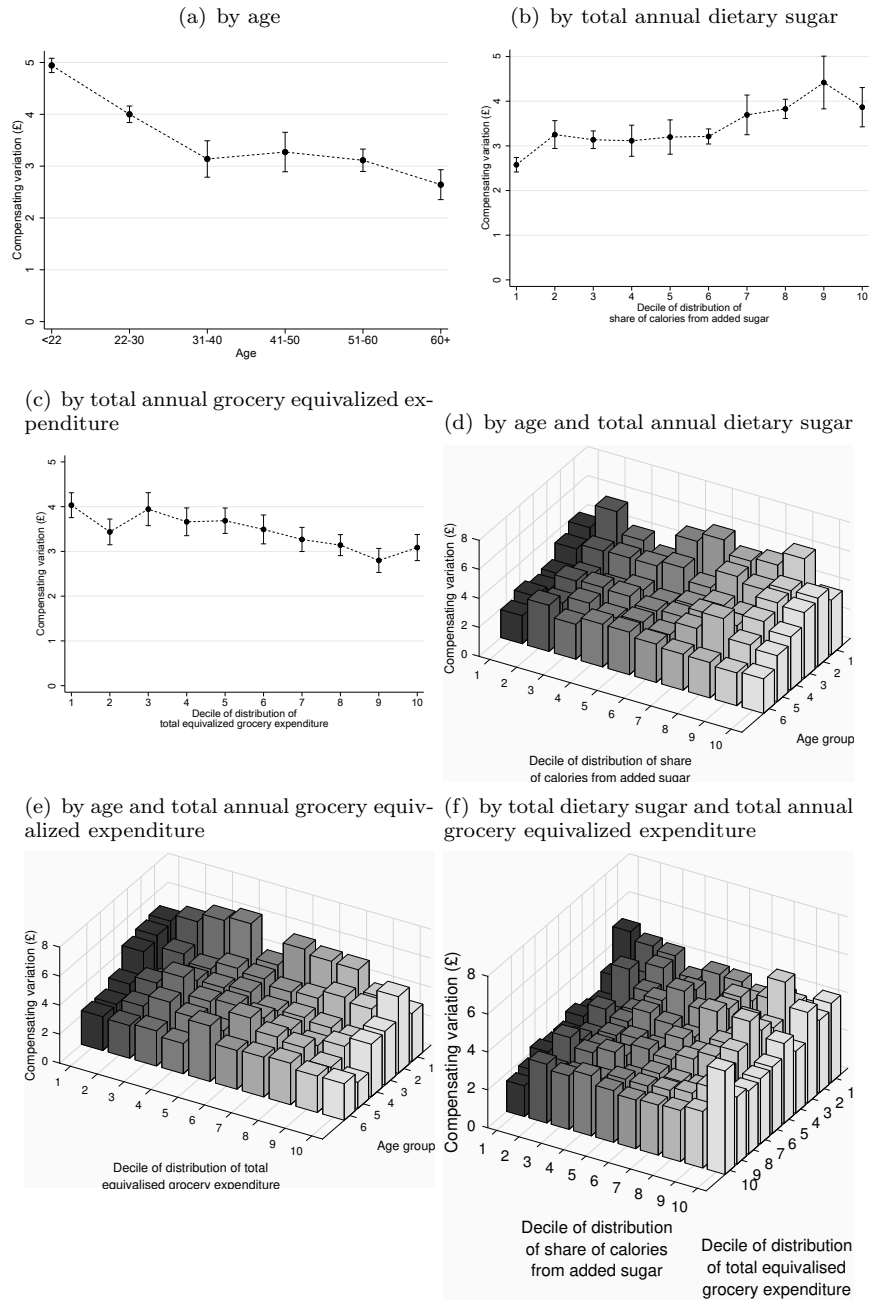 (a) by age
5
4
3
2
1
0
Compensating variation (£)
<22 22-30 31-40 41-50 51-60 60+
Age
(b) by total annual dietary sugar
5
4
3
2
1
0
Compensating variation (£)
1 2 3 4 5 6 7 8 9 10
Decile of distribution of
share of calories from added sugar
(c) by total annual grocery equivalized ex-
penditure
5
4
3
2
1
0
Compensating variation (£)
1 2 3 4 5 6 7 8 9 10
Decile of distribution of
total equivalized grocery expenditure
(d) by age and total annual dietary sugar
8
6
4
2
0
Compensating variation (£)
1 2 3 4 5 6 7 8 9 10
Decile of distribution of share
of calories from added sugar
6 5 4 3 2 1
Age group
(e) by age and total annual grocery equiv-
alized expenditure
8
6
4
2
0
Compensating variation (£)
1 2 3 4 5 6 7 8 9 10
Decile of distribution of total
equivalised grocery expenditure
6 5 4 3 2 1
Age group
(f) by total dietary sugar and total annual
grocery equivalized expenditure
8
6
4
2
0
Compensating variation (£)
1 2 3 4 5 6 7 8 9 10
Decile of distribution
of share of calories
from added sugar
10 9 8 7 6 5 4 3 2 1
Decile of distribution
of total equivalised
grocery expenditure